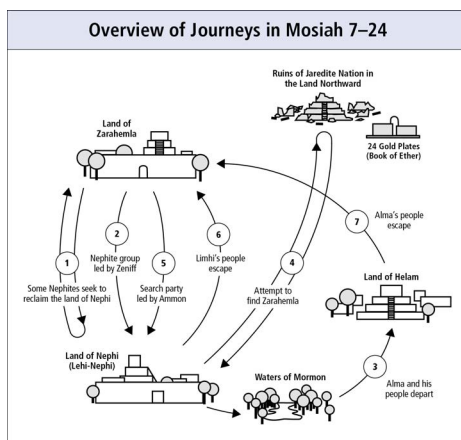 Overview of Journeys in Mosiah 7–24
Ruins of Jaredite Nation in
the Land Northward
24 Gold Plates
(Book of Ether)
Land of
Zarahemla
1
Some Nephites seek to
reclaim the land of Nephi
2
Nephite group
led by Zeniff
5
Search party
led by Ammon
6
Limhi's people
escape
4
Attempt to
find Zarahemla
7
Alma's people
escape
Land of Helam
3
Alma and his
people depart
Land of Nephi
(Lehi-Nephi)
Waters of Mormon